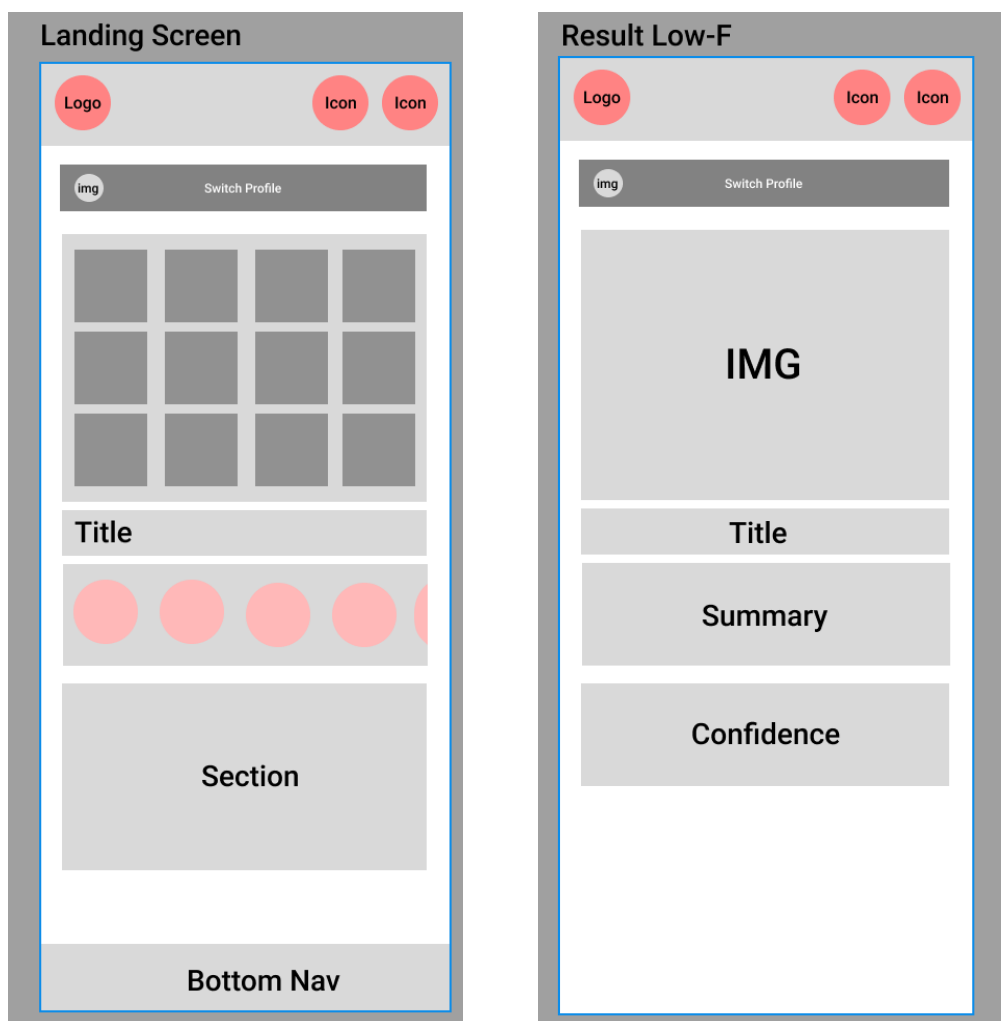 Landing Screen
Logo
Icon
Icon
img
Switch Profile
Title
Section
Bottom Nav
Result Low-F
Logo
Icon
Icon
img
Switch Profile
IMG
Title
Summary
Confidence